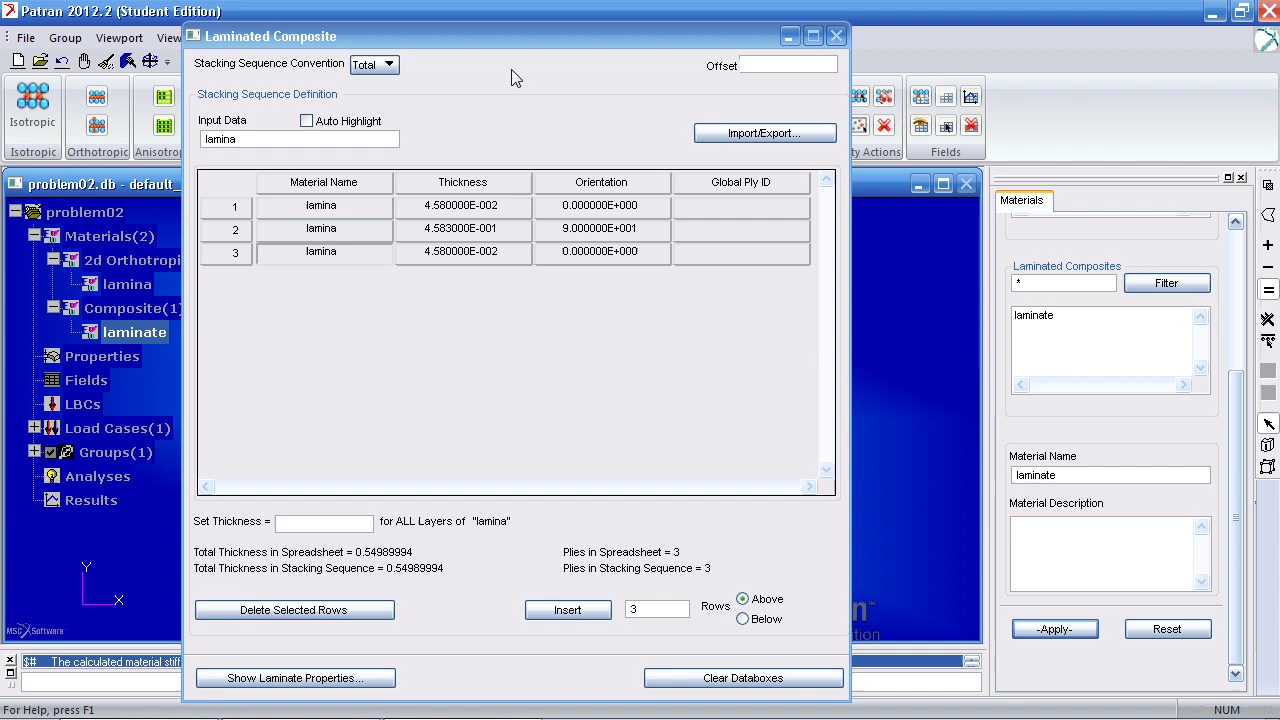 Patran 2012.2 (Student Edition)
File Group Viewport View
Isotropic
Isotropic Orthotropic
Fields
problem02.db - default_
problem02
Materials(2)
2d Orthotropi
lamina
Composite(1)
laminate
Properties
Fields
LBCs
Load Cases(1)
Groups(1)
Analyses
Results
Y
X
MSC Software
Laminated Composite
Stacking Sequence Convention Total
Offset
Stacking Sequence Definition
Input Data
Auto Highlight
lamina
Import/Export...
Material Name Thickness Orientation Global Ply ID
1 lamina 4.580000E-002 0.000000E+000
2 lamina 4.583000E-001 9.000000E+001
3 lamina 4.580000E-002 0.000000E+000
Set Thickness = for ALL Layers of "lamina"
Total Thickness in Spreadsheet = 0.54989994 Plies in Spreadsheet = 3
Total Thickness in Stacking Sequence = 0.54989994 Plies in Stacking Sequence = 3
Delete Selected Rows Insert 3 Rows Above
Below
Show Laminate Properties... Clear Databoxes
y Actions
Materials
Laminated Composites
* Filter
laminate
Material Name
laminate
Material Description
-Apply- Reset
$# The calculated material stiff
For Help, press F1
NUM